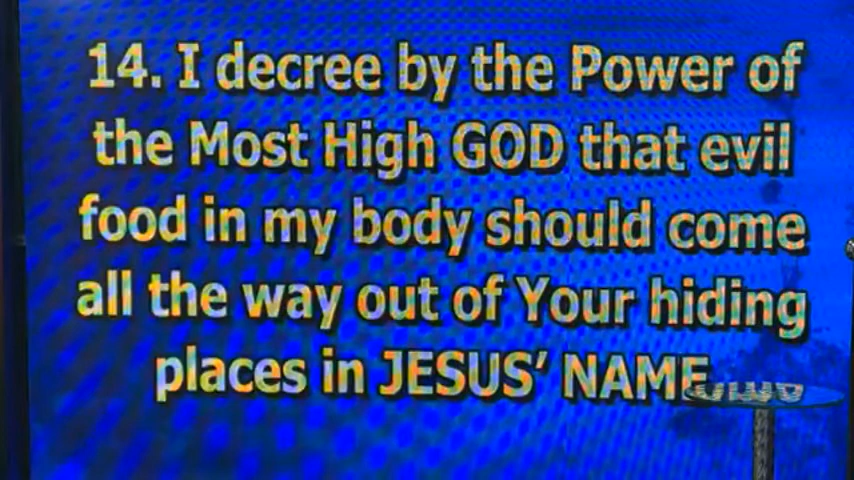 14. I decree by the Power of
the Most High GOD that evil
food in my body should come
all the way out of Your hiding
places in JESUS’ NAME